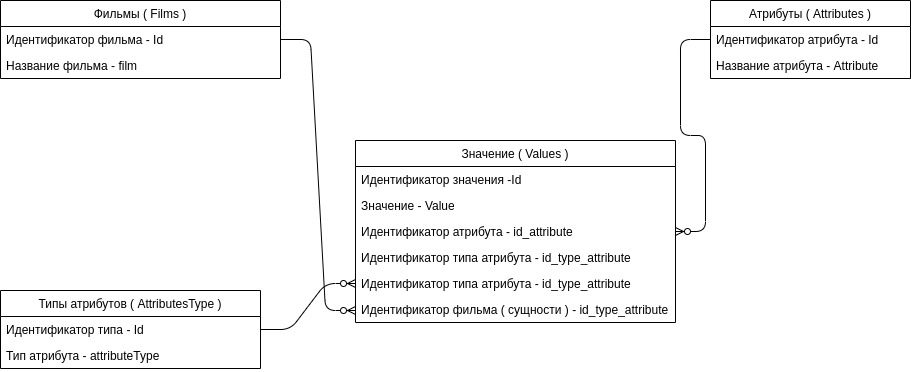 Фильмы ( Films )
Идентификатор фильма - Id
Название фильма - film
Атрибуты ( Attributes )
Идентификатор атрибута - Id
Название атрибута - Attribute
Значение ( Values )
Идентификатор значения -Id
Значение - Value
Идентификатор атрибута - id_attribute
Идентификатор типа атрибута - id_type_attribute
Идентификатор типа атрибута - id_type_attribute
Идентификатор фильма ( сущности ) - id_type_attribute
Типы атрибутов ( AttributesType )
Идентификатор типа - Id
Тип атрибута - attributeType